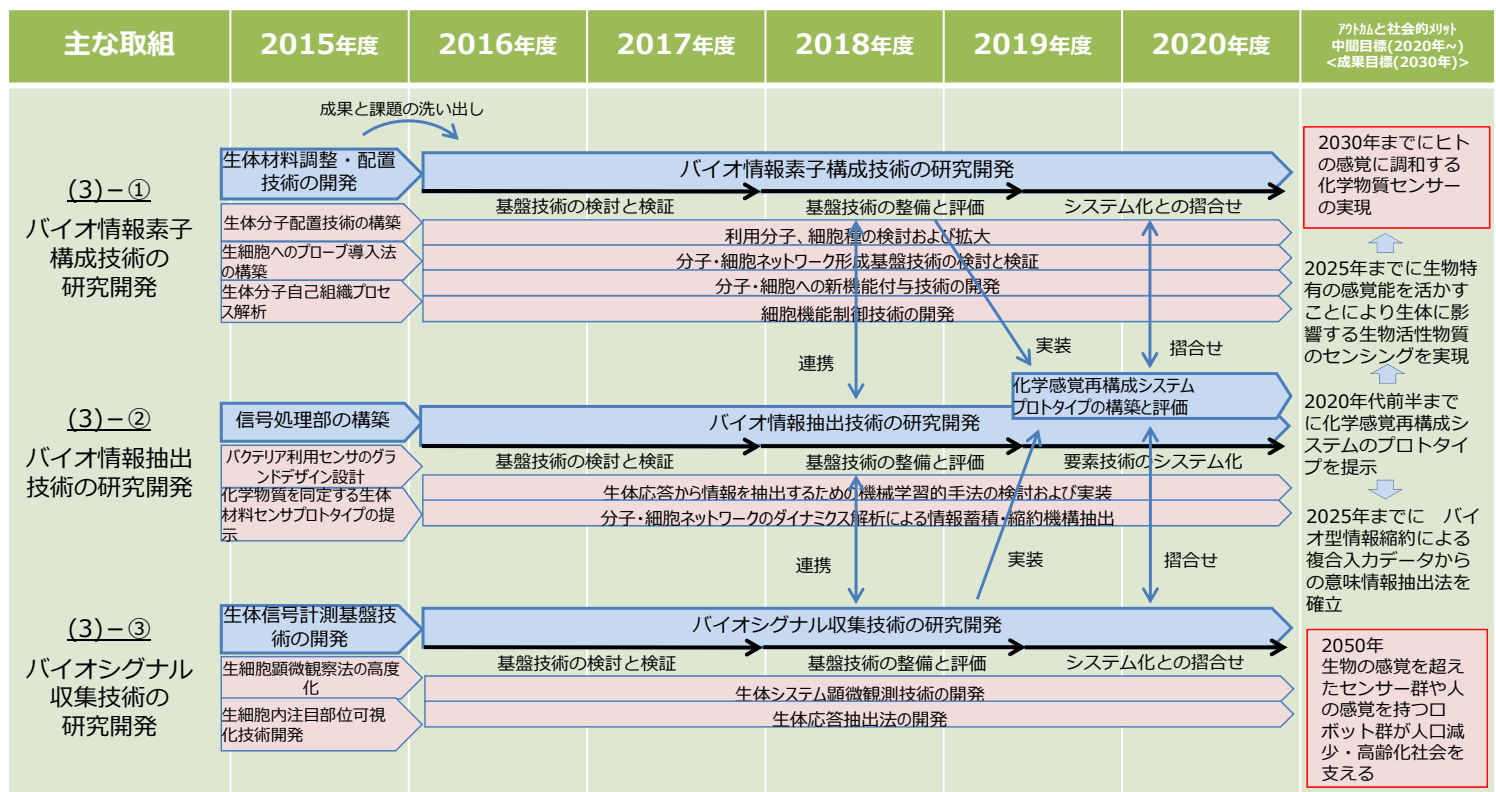 主な取組
2015年度
2016年度
2017年度
2018年度
2019年度
2020年度
ｱｳﾄｶﾑと社会的ﾒﾘｯﾄ
中間目標(2020年~)
<成果目標(2030年)>
成果と課題の洗い出し
(3)－①
バイオ情報素子
構成技術の
研究開発
生体材料調整・配置
技術の開発
バイオ情報素子構成技術の研究開発
基盤技術の検討と検証
基盤技術の整備と評価
システム化との摺合せ
生体分子配置技術の構築
生細胞へのプローブ導入法
の構築
生体分子自己組織プロセ
ス解析
利用分子、細胞種の検討および拡大
分子・細胞ネットワーク形成基盤技術の検討と検証
分子・細胞への新機能付与技術の開発
細胞機能制御技術の開発
連携
実装
摺合せ
化学感覚再構成システム
プロトタイプの構築と評価
(3)－②
バイオ情報抽出
技術の研究開発
信号処理部の構築
バイオ情報抽出技術の研究開発
基盤技術の検討と検証
基盤技術の整備と評価
要素技術のシステム化
バクテリア利用センサのグラ
ンドデザイン設計
化学物質を同定する生体
材料センサプロトタイプの提
示
生体応答から情報を抽出するための機械学習的手法の検討および実装
分子・細胞ネットワークのダイナミクス解析による情報蓄積・縮約機構抽出
連携
実装
摺合せ
(3)－③
バイオシグナル
収集技術の
研究開発
生体信号計測基盤技
術の開発
バイオシグナル収集技術の研究開発
基盤技術の検討と検証
基盤技術の整備と評価
システム化との摺合せ
生細胞顕微観察法の高度
化
生細胞内注目部位可視
化技術開発
生体システム顕微観測技術の開発
生体応答抽出法の開発
2030年までにヒト
の感覚に調和する
化学物質センサー
の実現
2025年までに生物特
有の感覚能を活かす
ことにより生体に影
響する生物活性物質
のセンシングを実現
2020年代前半まで
に化学感覚再構成シ
ステムのプロトタイ
プを提示
2025年までに　バイ
オ型情報縮約による
複合入力データから
の意味情報抽出法を
確立
2050年
生物の感覚を超え
たセンサー群や人
の感覚を持つロ
ボット群が人口減
少・高齢化社会を
支える